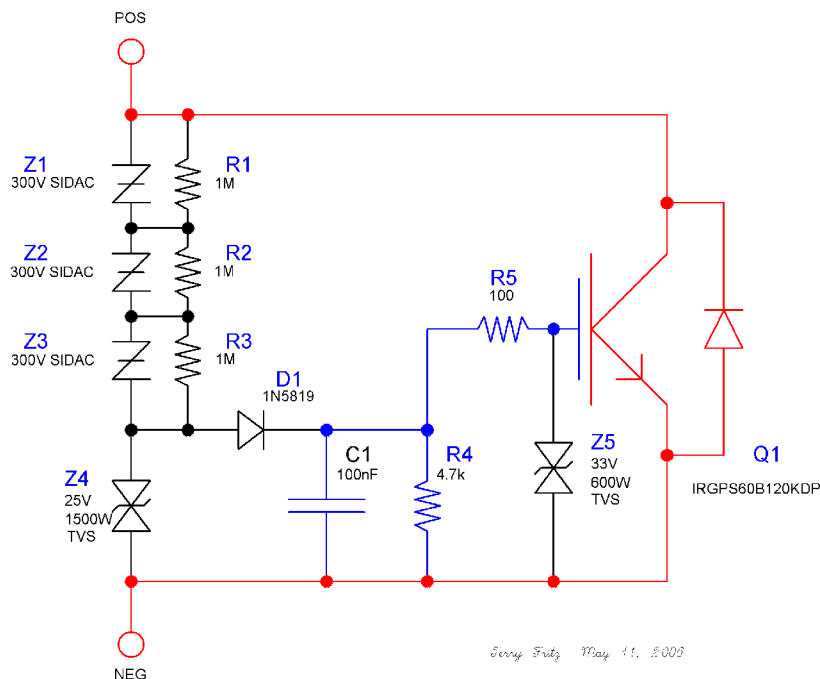 POS
Z1
300V SIDAC
R1
1M
Z2
300V SIDAC
R2
1M
Z3
300V SIDAC
R3
1M
R5
100
D1
1N5819
Z4
25V
1500W
TVS
C1
100nF
R4
4.7k
Z5
33V
600W
TVS
Q1
IRGPS60B120KDP
NEG
Terry Fritz May 11,